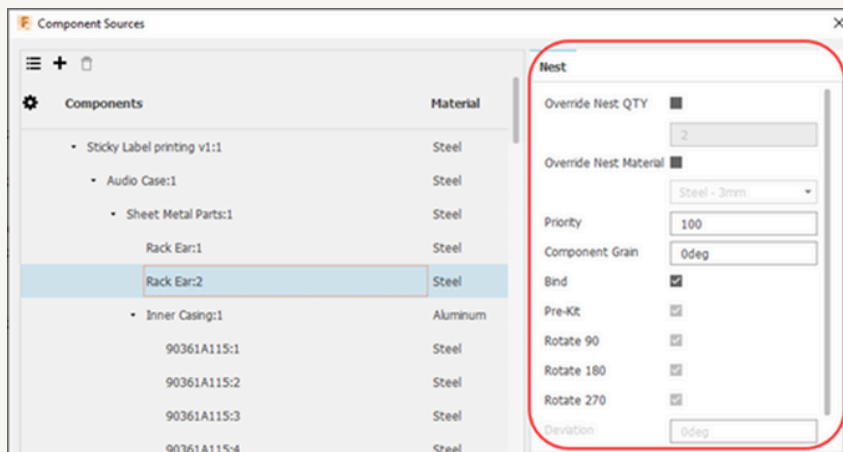 Component Sources
Components Material
Sticky Label printing v1:1 Steel
Audio Case:1 Steel
Sheet Metal Parts:1 Steel
Rack Ear:1 Steel
Rack Ear:2 Steel
Inner Casing:1 Aluminum
90361A115:1 Steel
90361A115:2 Steel
90361A115:3 Steel
90361A115:4 Steel
Nest
Override Nest QTY
2
Override Nest Material
Steel - 3mm
Priority 100
Component Grain 0deg
Bind
Pre-Kit
Rotate 90
Rotate 180
Rotate 270
Deviation 0deg